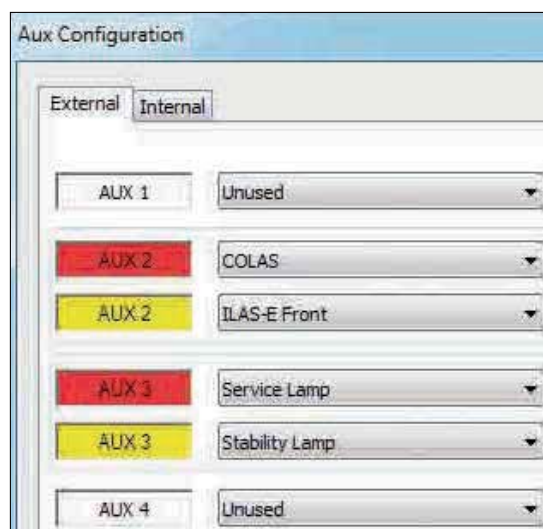 Aux Configuration
External Internal
AUX 1 Unused
AUX 2 COLAS
AUX 2 ILAS-E Front
AUX 3 Service Lamp
AUX 3 Stability Lamp
AUX 4 Unused